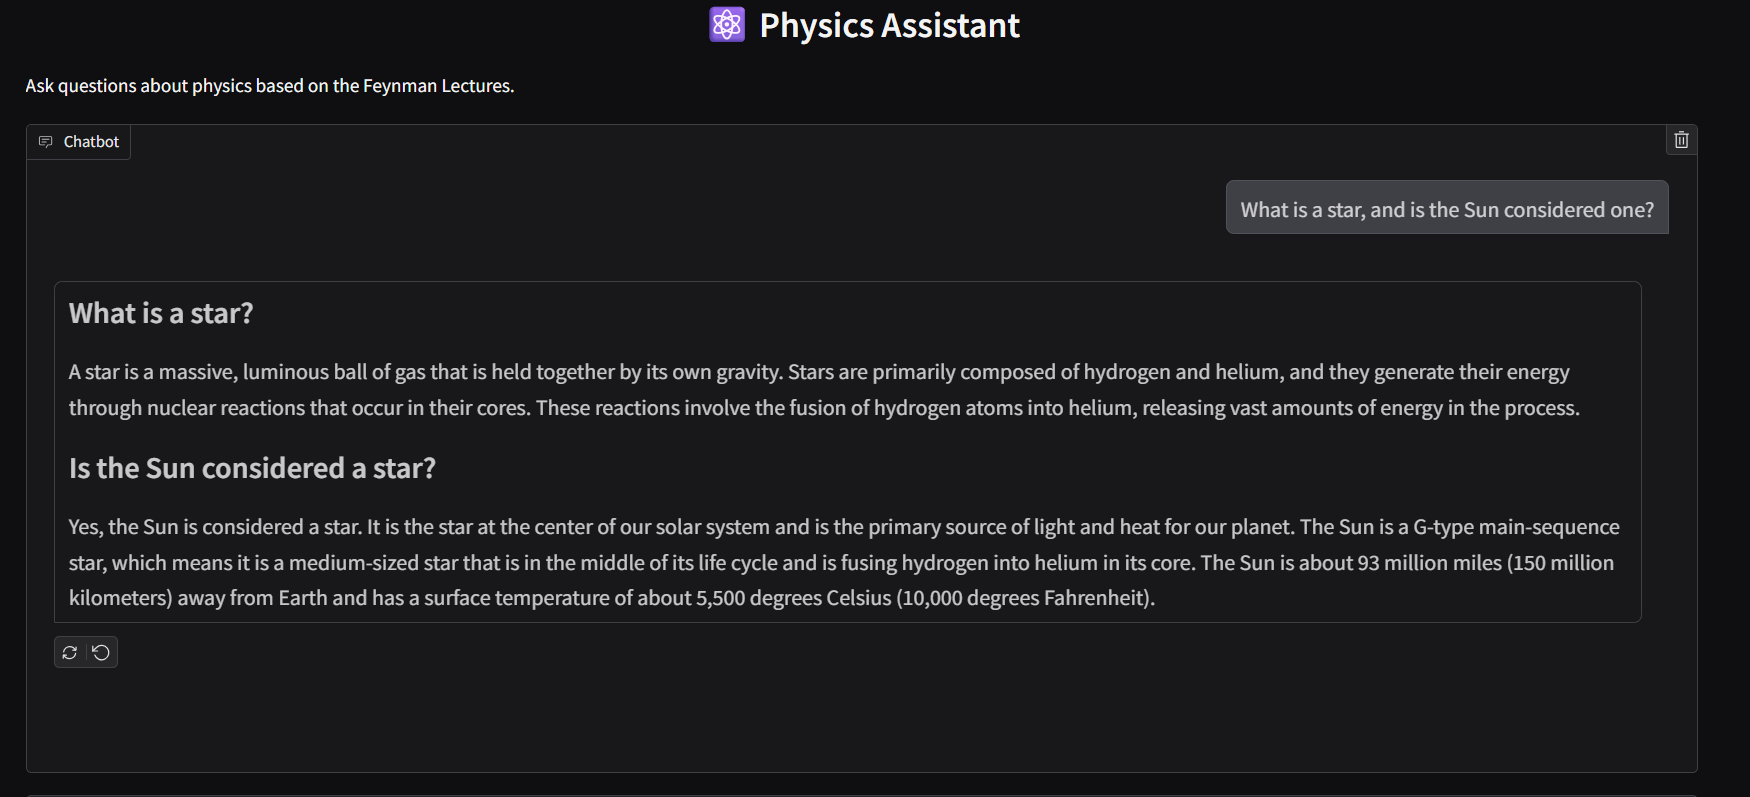 Physics Assistant
Ask questions about physics based on the Feynman Lectures.
Chatbot
What is a star, and is the Sun considered one?
What is a star?
A star is a massive, luminous ball of gas that is held together by its own gravity. Stars are primarily composed of hydrogen and helium, and they generate their energy
through nuclear reactions that occur in their cores. These reactions involve the fusion of hydrogen atoms into helium, releasing vast amounts of energy in the process.
Is the Sun considered a star?
Yes, the Sun is considered a star. It is the star at the center of our solar system and is the primary source of light and heat for our planet. The Sun is a G-type main-sequence
star, which means it is a medium-sized star that is in the middle of its life cycle and is fusing hydrogen into helium in its core. The Sun is about 93 million miles (150 million
kilometers) away from Earth and has a surface temperature of about 5,500 degrees Celsius (10,000 degrees Fahrenheit).